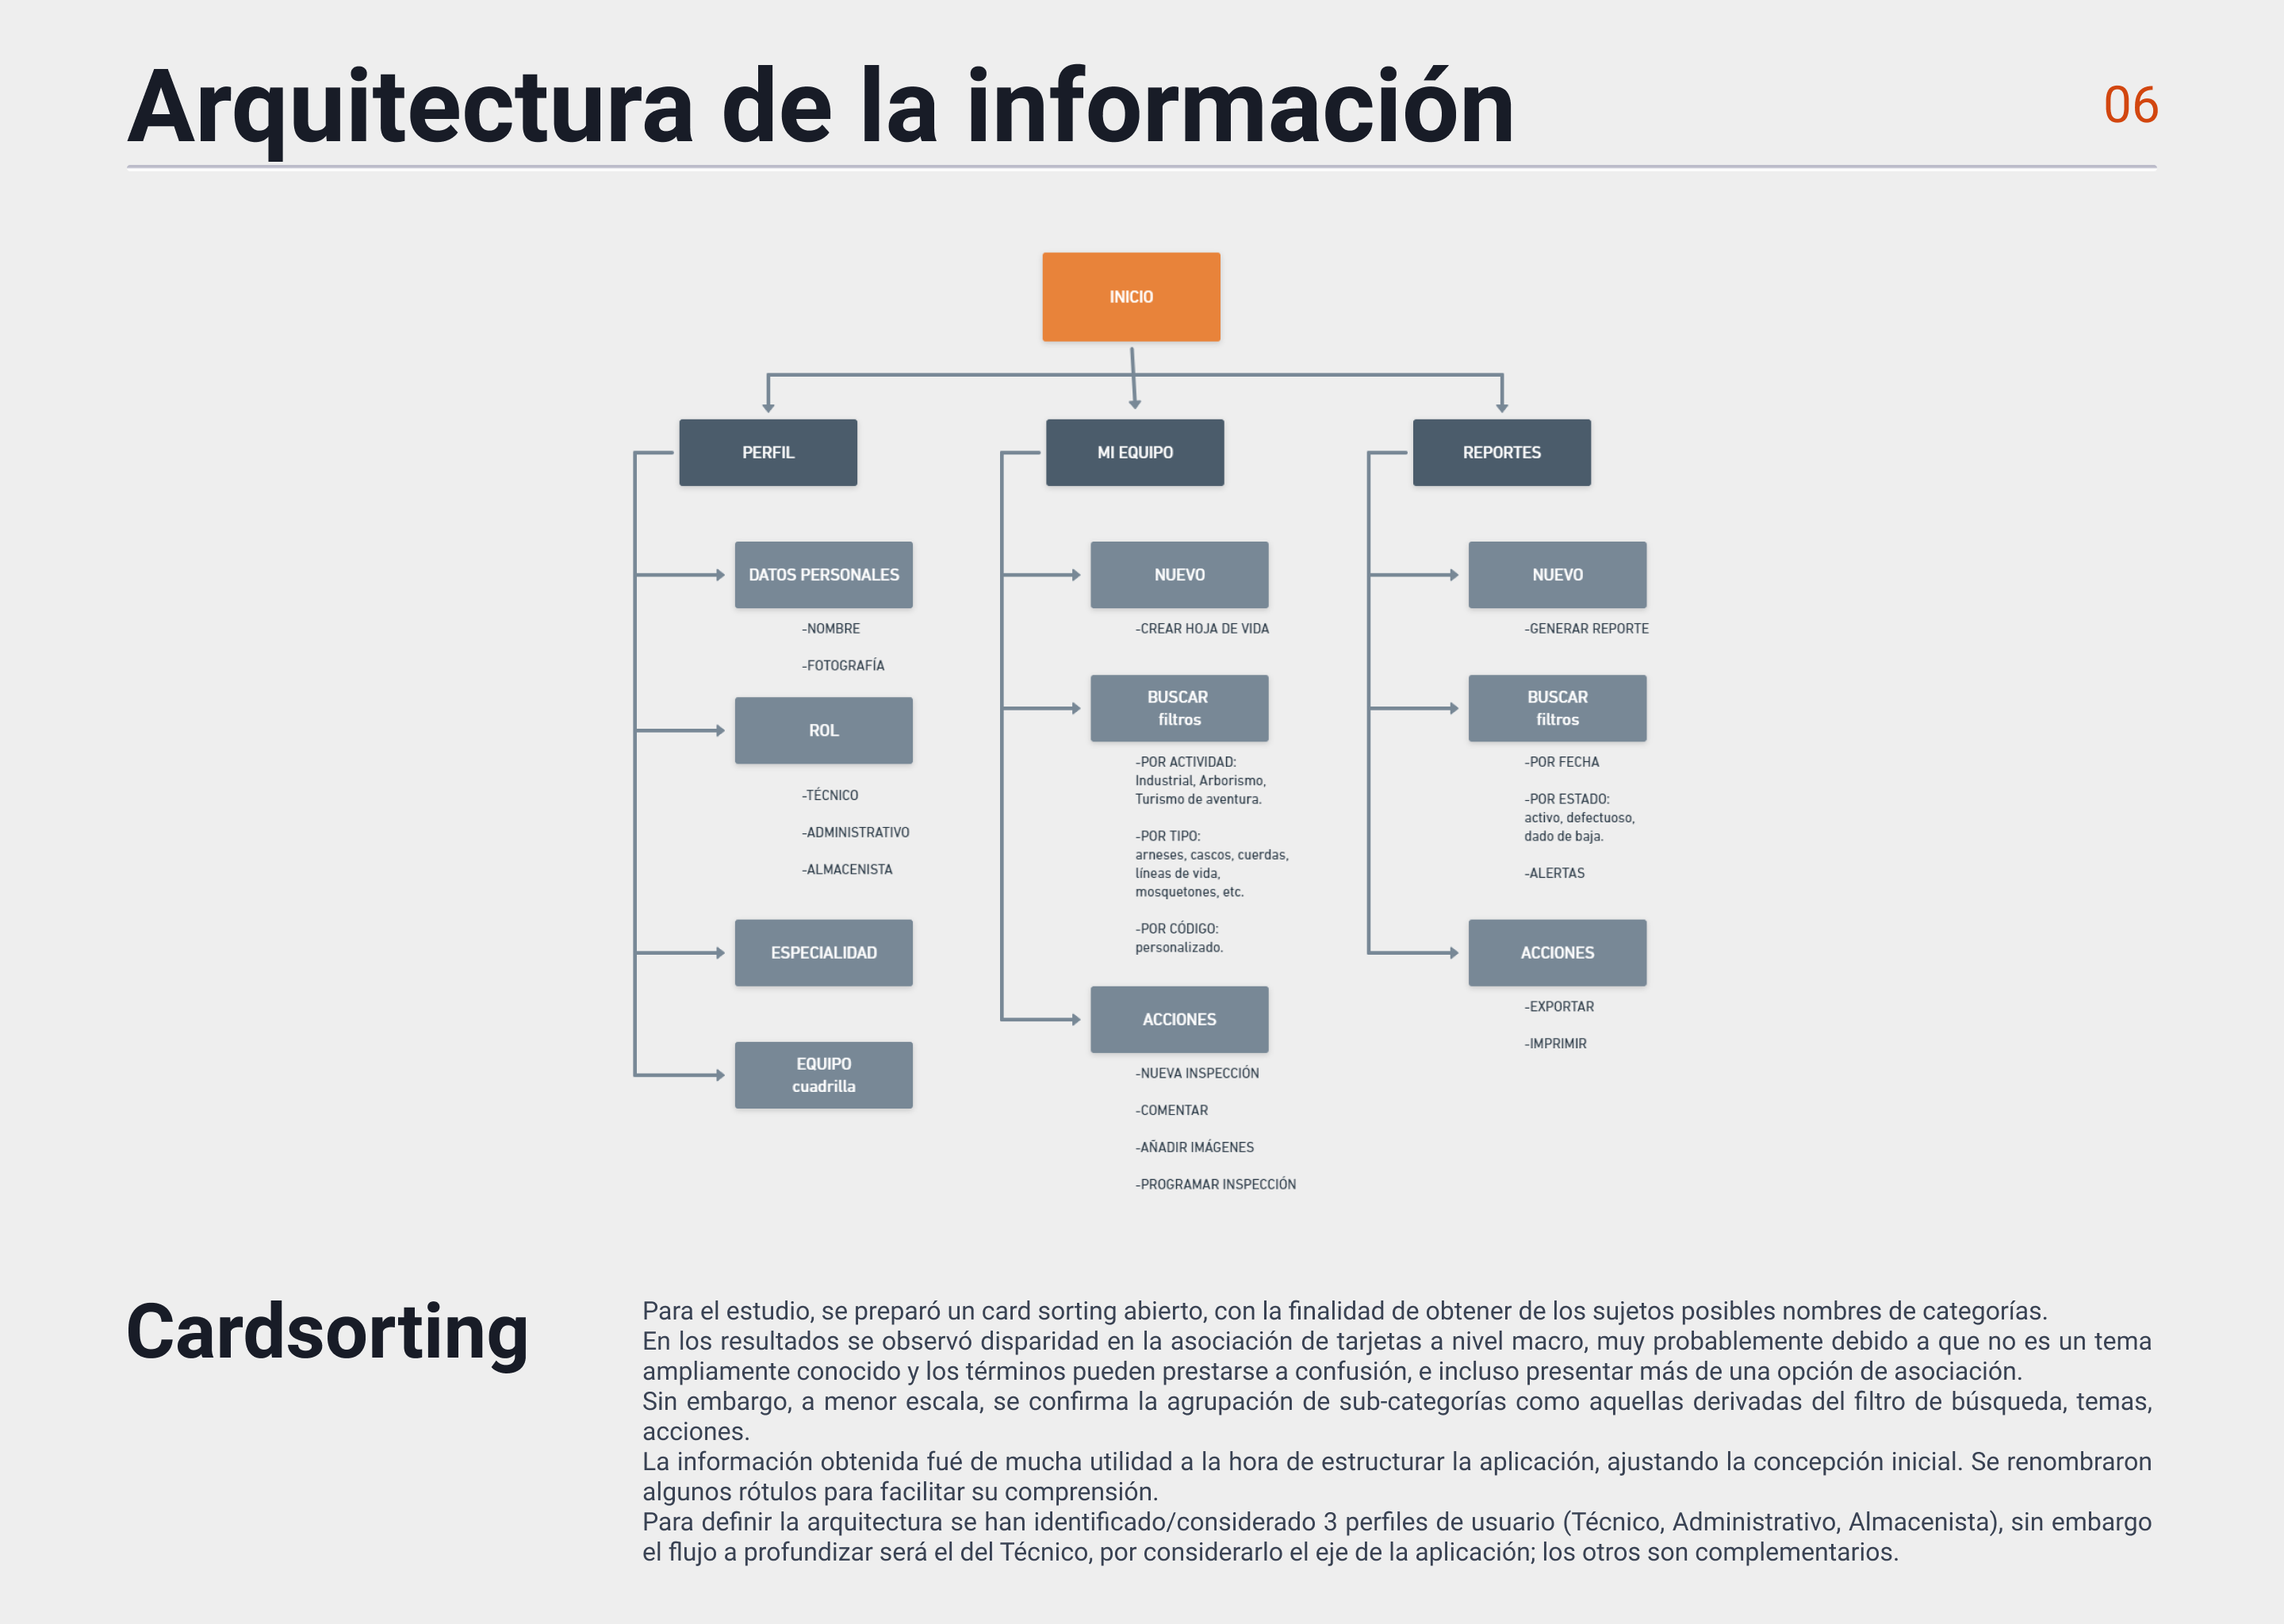 Arquitectura de la información
06
INICIO
PERFIL
MI EQUIPO
REPORTES
DATOS PERSONALES
-NOMBRE
-FOTOGRAFÍA
ROL
-TÉCNICO
-ADMINISTRATIVO
-ALMACENISTA
ESPECIALIDAD
EQUIPO
cuadrilla
NUEVO
-CREAR HOJA DE VIDA
BUSCAR
filtros
-POR ACTIVIDAD:
Industrial, Arborismo,
Turismo de aventura.
-POR TIPO:
arneses, cascos, cuerdas,
líneas de vida,
mosquetones, etc.
-POR CÓDIGO:
personalizado.
ACCIONES
-NUEVA INSPECCIÓN
-COMENTAR
-AÑADIR IMÁGENES
-PROGRAMAR INSPECCIÓN
NUEVO
-GENERAR REPORTE
BUSCAR
filtros
-POR FECHA
-POR ESTADO:
activo, defectuoso,
dado de baja.
-ALERTAS
ACCIONES
-EXPORTAR
-IMPRIMIR
Cardsorting
Para el estudio, se preparó un card sorting abierto, con la finalidad de obtener de los sujetos posibles nombres de categorías.
En los resultados se observó disparidad en la asociación de tarjetas a nivel macro, muy probablemente debido a que no es un tema
ampliamente conocido y los términos pueden prestarse a confusión, e incluso presentar más de una opción de asociación.
Sin embargo, a menor escala, se confirma la agrupación de sub-categorías como aquellas derivadas del filtro de búsqueda, temas,
acciones.
La información obtenida fué de mucha utilidad a la hora de estructurar la aplicación, ajustando la concepción inicial. Se renombraron
algunos rótulos para facilitar su comprensión.
Para definir la arquitectura se han identificado/considerado 3 perfiles de usuario (Técnico, Administrativo, Almacenista), sin embargo
el flujo a profundizar será el del Técnico, por considerarlo el eje de la aplicación; los otros son complementarios.